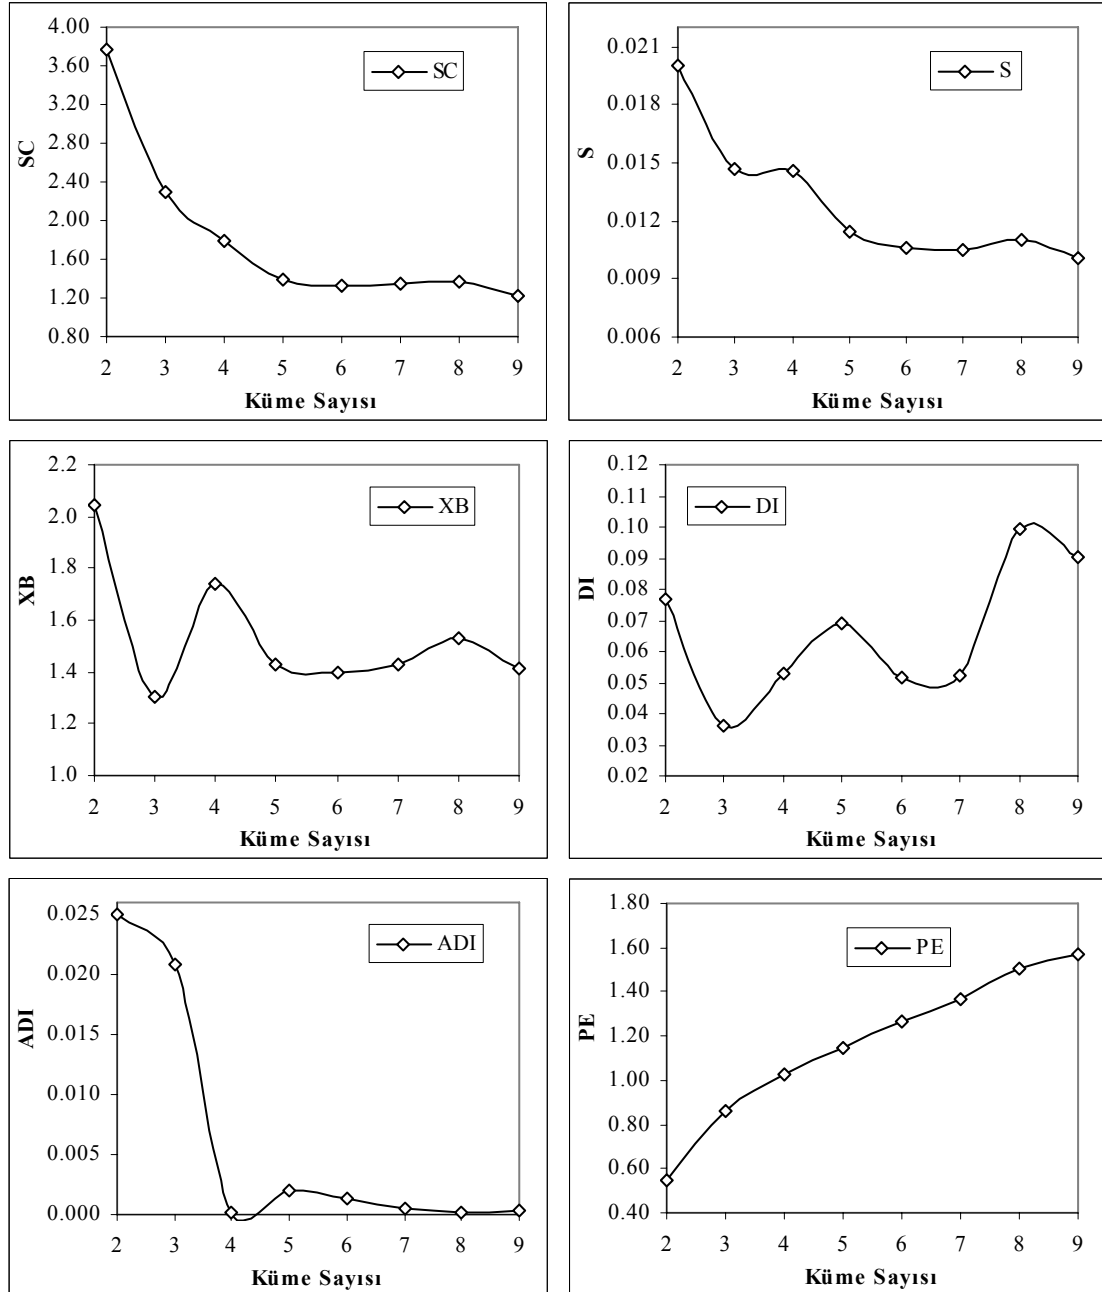 4.00
3.60
3.20
2.80
2.40
2.00
1.60
1.20
0.80
SC
SC
2 3 4 5 6 7 8 9
Küme Sayısı
0.021
0.018
0.015
0.012
0.009
0.006
S
S
2 3 4 5 6 7 8 9
Küme Sayısı
2.2
2.0
1.8
1.6
1.4
1.2
1.0
XB
XB
2 3 4 5 6 7 8 9
Küme Sayısı
0.12
0.11
0.10
0.09
0.08
0.07
0.06
0.05
0.04
0.03
0.02
DI
DI
2 3 4 5 6 7 8 9
Küme Sayısı
0.025
0.020
0.015
0.010
0.005
0.000
ADI
ADI
2 3 4 5 6 7 8 9
Küme Sayısı
1.80
1.60
1.40
1.20
1.00
0.80
0.60
0.40
PE
PE
2 3 4 5 6 7 8 9
Küme Sayısı